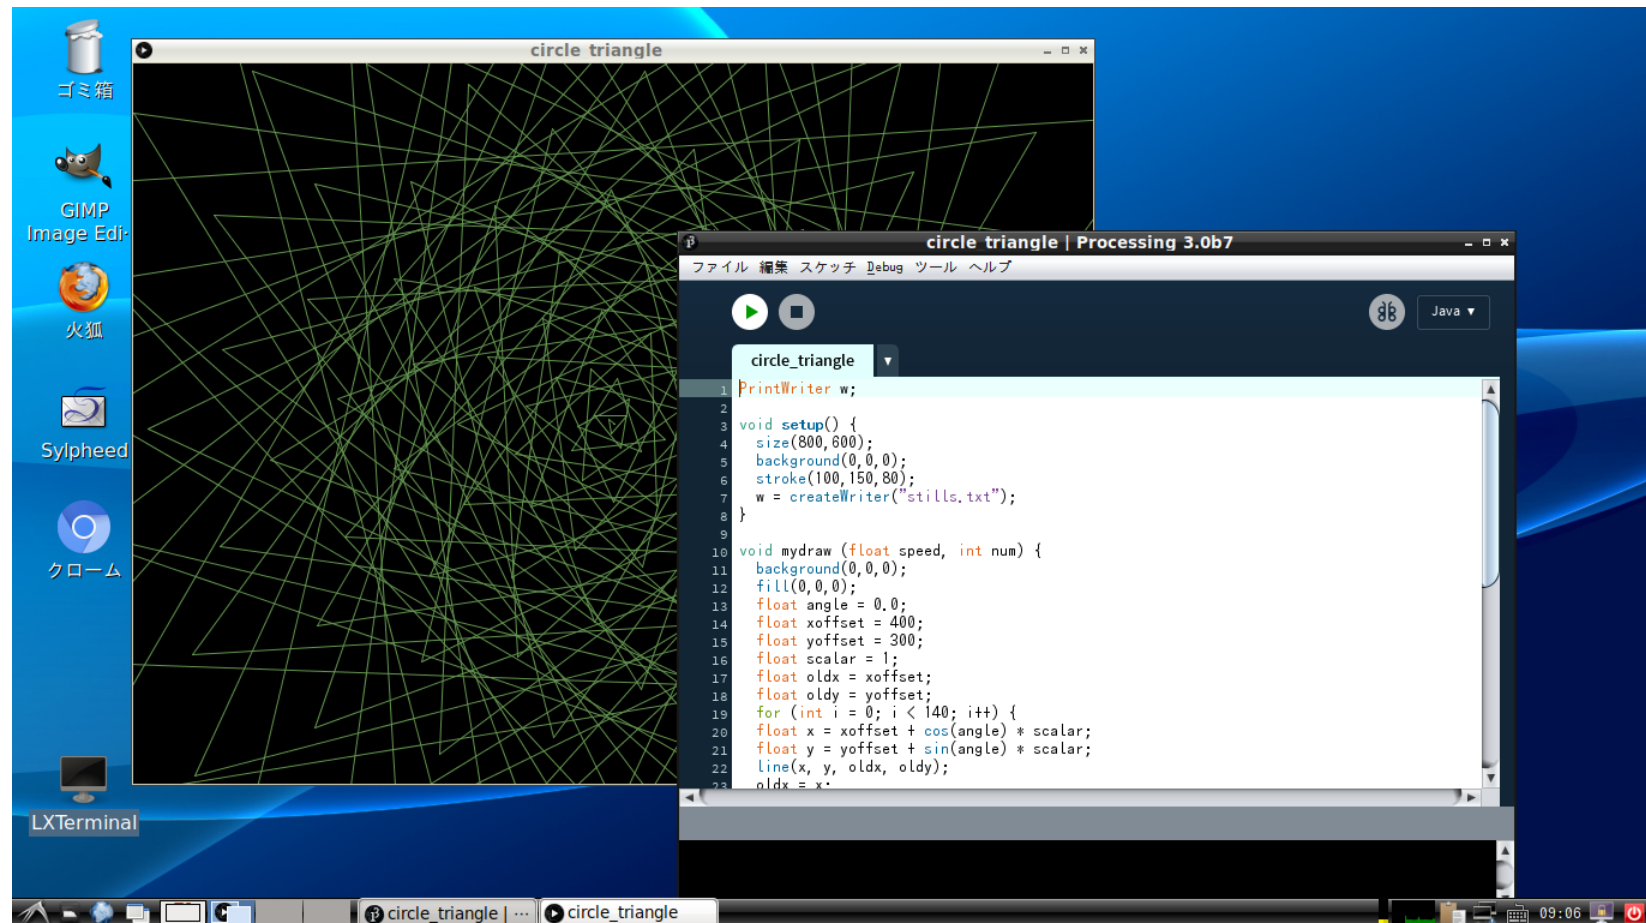 ゴミ箱
GIMP
Image Edi-
火狐
Sylpheed
クローム
LXTerminal
circle triangle
circle triangle | Processing 3.0b7
ファイル 編集 スケッチ Debug ツール ヘルプ
Java ▾
circle_triangle
1 PrintWriter w;
2
3 void setup() {
4 size(800,600);
5 background(0,0,0);
6 stroke(100,150,80);
7 w = createWriter("stills.txt");
8 }
9
10 void mydraw (float speed, int num) {
11 background(0,0,0);
12 fill(0,0,0);
13 float angle = 0.0;
14 float xoffset = 400;
15 float yoffset = 300;
16 float scalar = 1;
17 float oldx = xoffset;
18 float oldy = yoffset;
19 for (int i = 0; i < 140; i++) {
20 float x = xoffset + cos(angle) * scalar;
21 float y = yoffset + sin(angle) * scalar;
22 line(x, y, oldx, oldy);
23 oldx = x;
circle_triangle | ...
circle_triangle
09:06